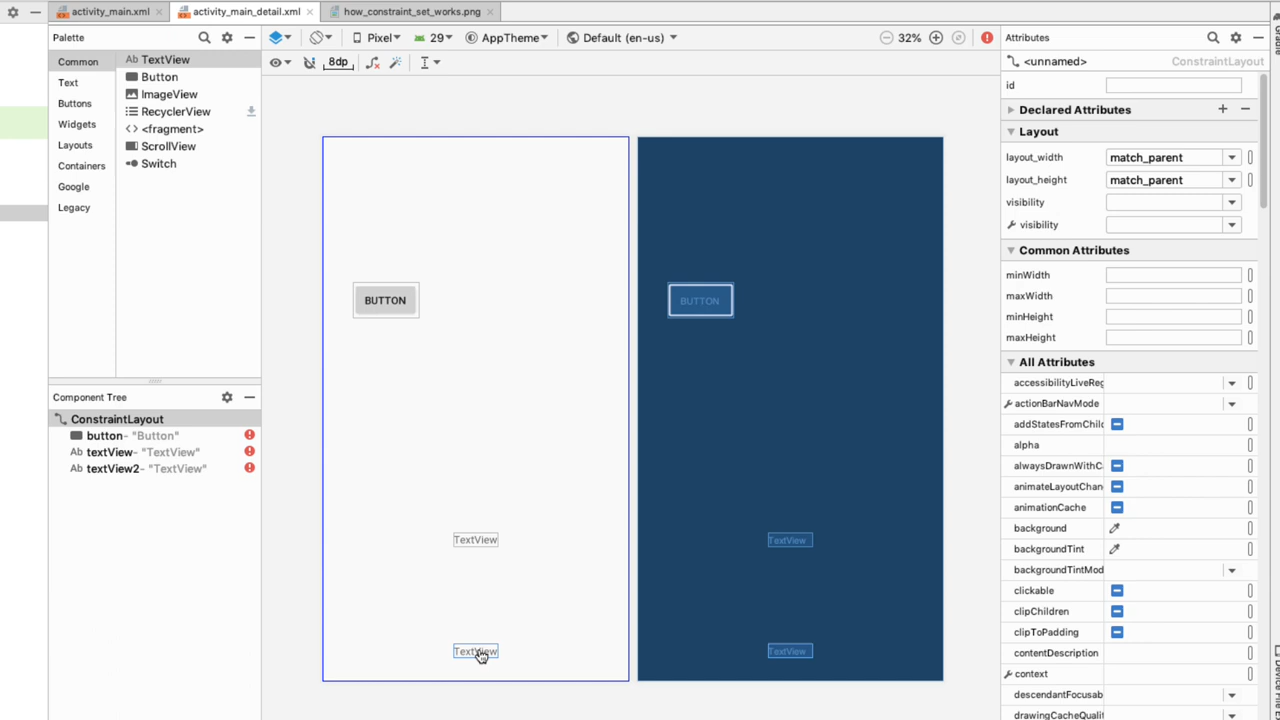 activity_main.xml
activity_main_detail.xml
how_constraint_set_works.png
Palette
Common
Text
Buttons
Widgets
Layouts
Containers
Google
Legacy
Ab TextView
Button
ImageView
RecyclerView
<> <fragment>
ScrollView
Switch
Component Tree
ConstraintLayout
button- "Button"
Ab textView- "TextView"
Ab textView2- "TextView"
Pixel
29
AppTheme
Default (en-us)
32%
8dp
BUTTON
TextView
TextView
BUTTON
TextView
TextView
Attributes
<unnamed> ConstraintLayout
id
Declared Attributes
Layout
layout_width match_parent
layout_height match_parent
visibility
visibility
Common Attributes
minWidth
maxWidth
minHeight
maxHeight
All Attributes
accessibilityLiveReg
actionBarNavMode
addStatesFromChilc
alpha
alwaysDrawnWithC
animateLayoutChan
animationCache
background
backgroundTint
backgroundTintMod
clickable
clipChildren
clipToPadding
contentDescription
context
descendantFocusab
drawingCacheQualit
Gradle